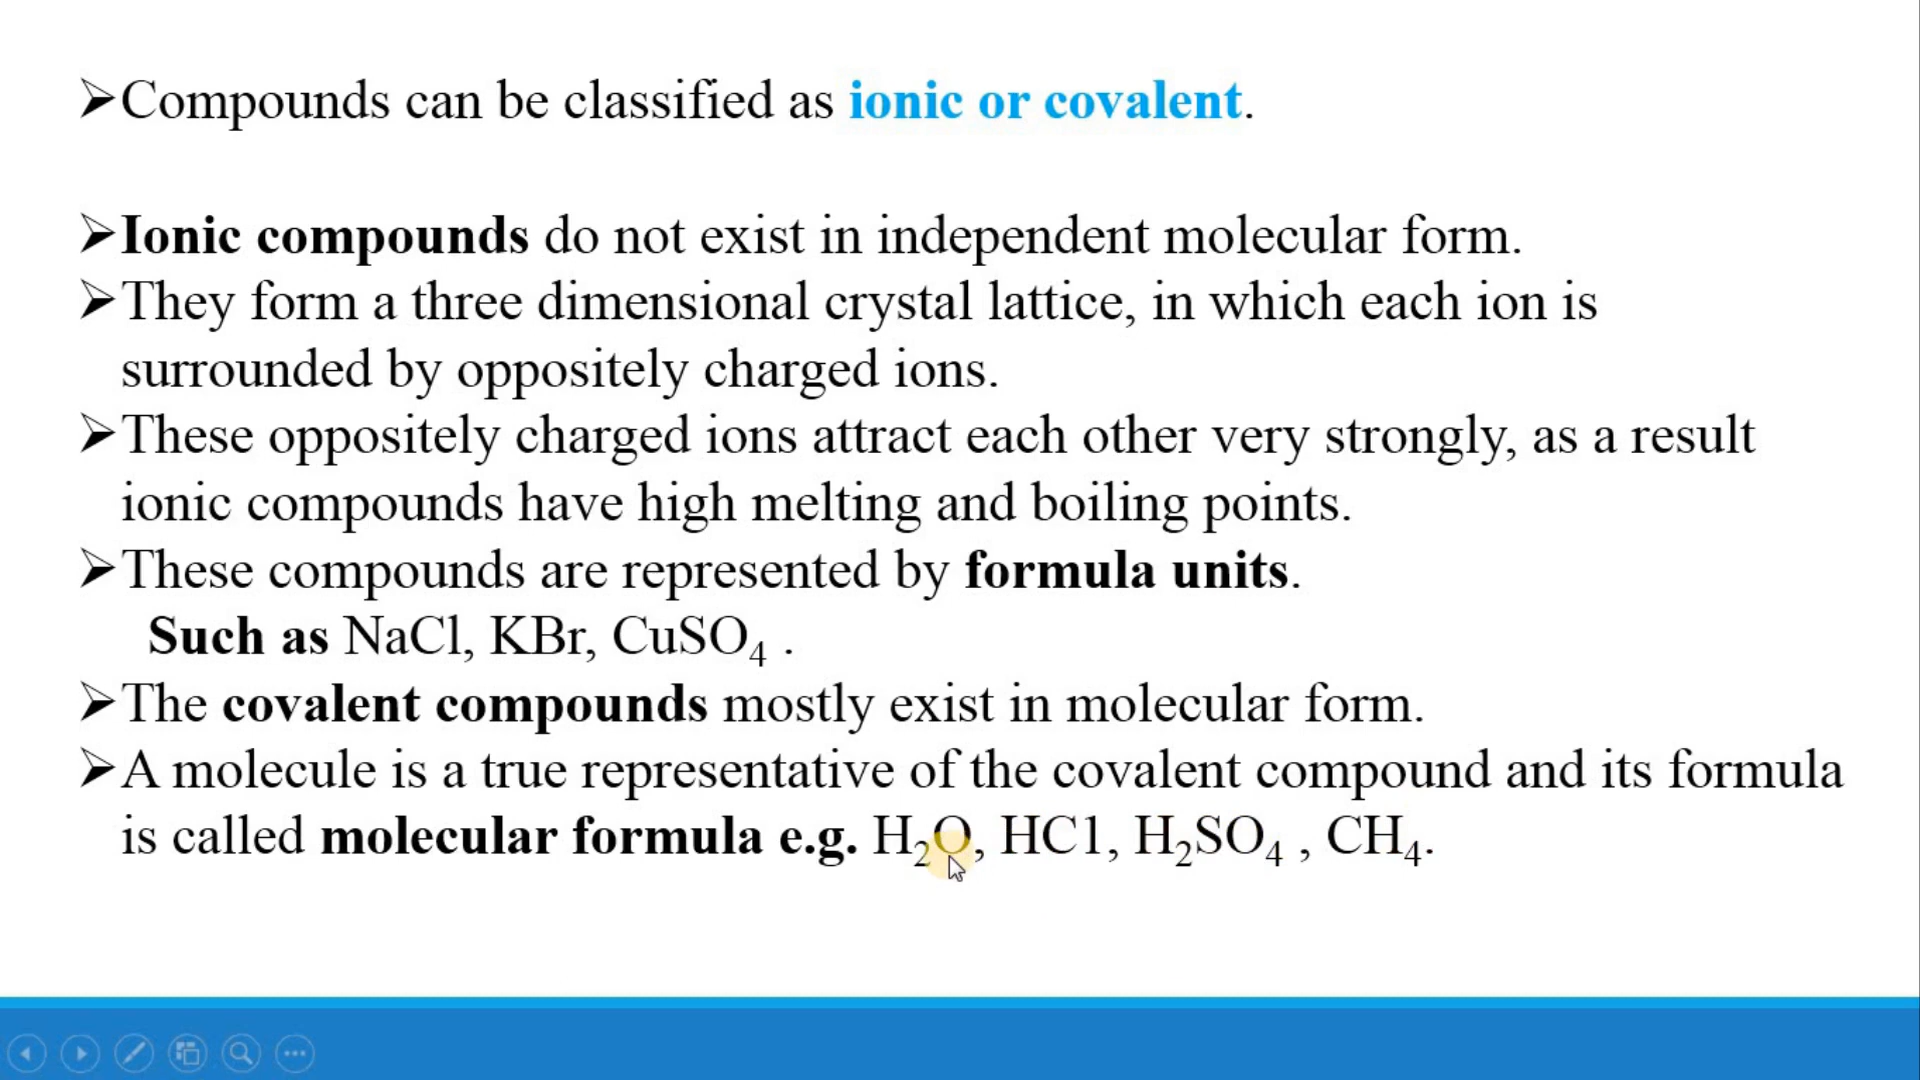 ➢Compounds can be classified as ionic or covalent.
➢Ionic compounds do not exist in independent molecular form.
➢They form a three dimensional crystal lattice, in which each ion is
surrounded by oppositely charged ions.
➢These oppositely charged ions attract each other very strongly, as a result
ionic compounds have high melting and boiling points.
➢These compounds are represented by formula units.
Such as NaCl, KBr, CuSO₄ .
➢The covalent compounds mostly exist in molecular form.
➢A molecule is a true representative of the covalent compound and its formula
is called molecular formula e.g. H₂O, HC1, H₂SO₄ , CH₄.